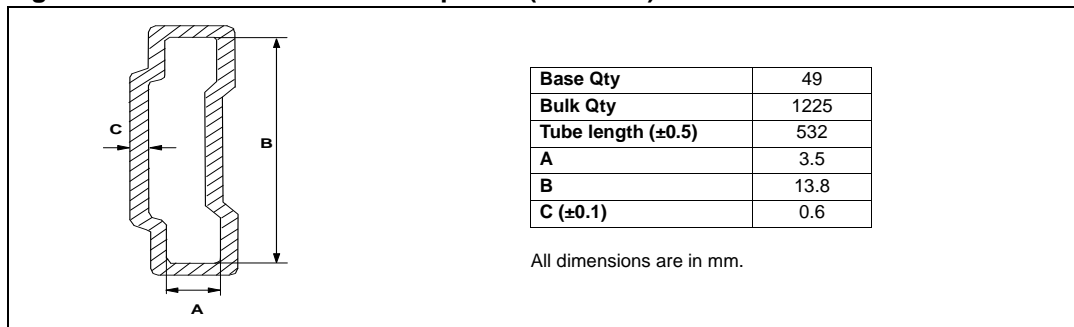 C
B
A
Base Qty 49
Bulk Qty 1225
Tube length (±0.5) 532
A 3.5
B 13.8
C (±0.1) 0.6
All dimensions are in mm.